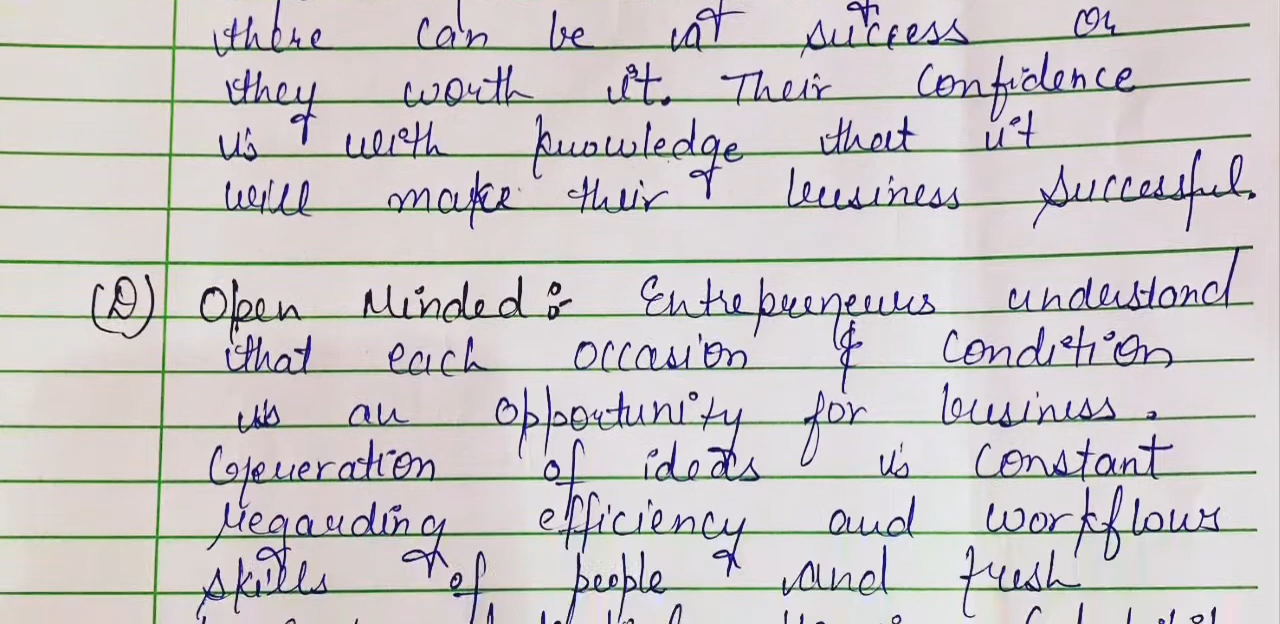 there can be at success or
they worth it. Their confidence
is with knowledge that it
will make their business successful.
(D) Open Minded :- Entrepreneurs understand
that each occasion & condition
is an opportunity for business.
Generation of ideas is constant
regarding efficiency and workflows
skills of people and fresh